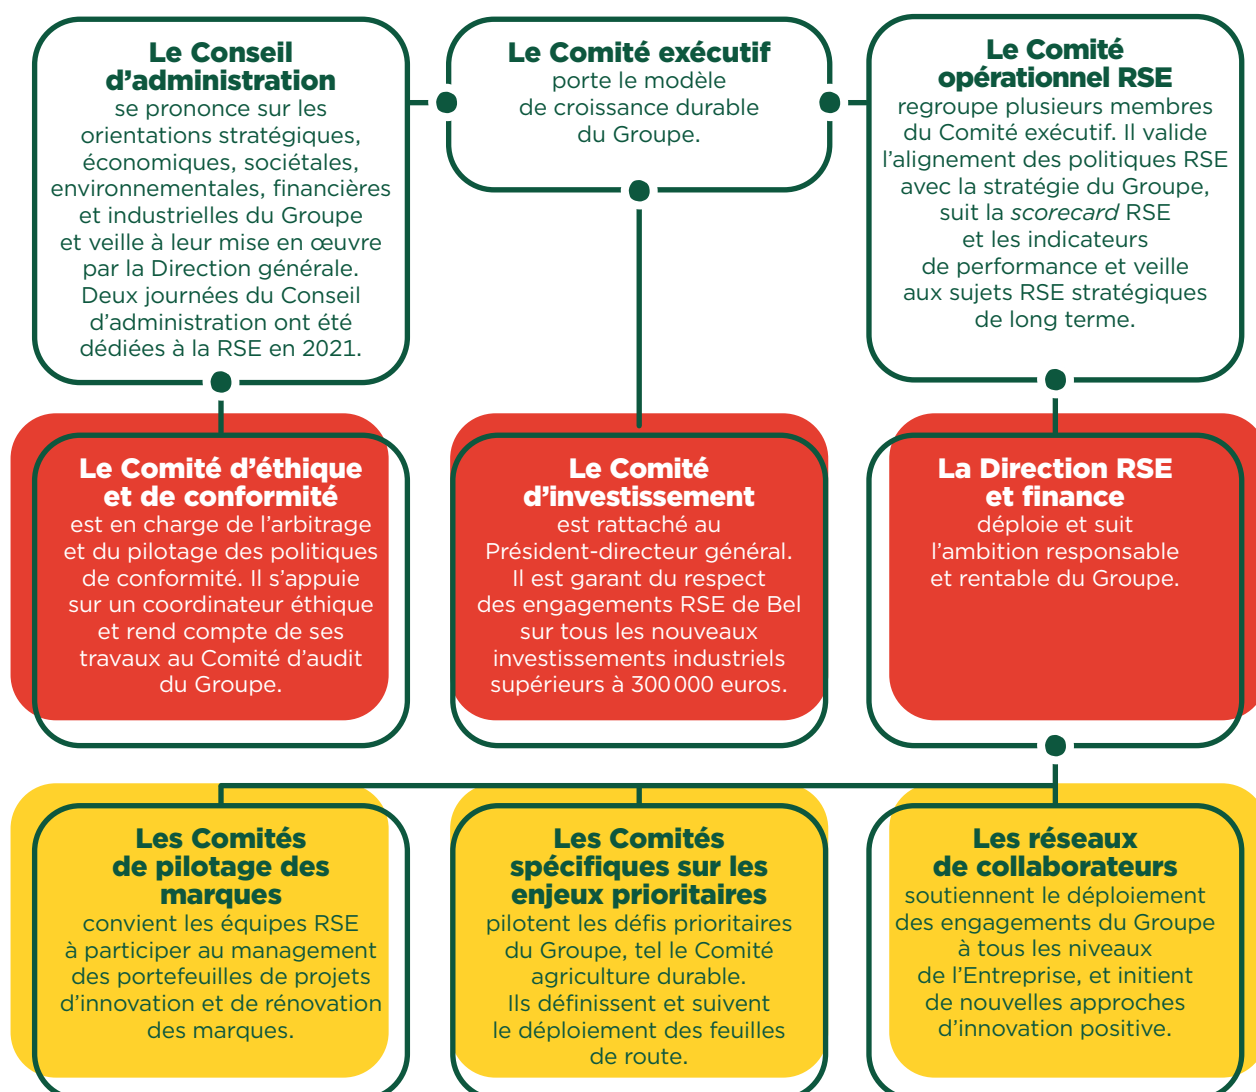 Le Conseil
d’administration
se prononce sur les
orientations stratégiques,
économiques, sociétales,
environnementales, financières
et industrielles du Groupe
et veille à leur mise en œuvre
par la Direction générale.
Deux journées du Conseil
d’administration ont été
dédiées à la RSE en 2021.
Le Comité exécutif
porte le modèle
de croissance durable
du Groupe.
Le Comité
opérationnel RSE
regroupe plusieurs membres
du Comité exécutif. Il valide
l’alignement des politiques RSE
avec la stratégie du Groupe,
suit la scorecard RSE
et les indicateurs
de performance et veille
aux sujets RSE stratégiques
de long terme.
Le Comité d’éthique
et de conformité
est en charge de l’arbitrage
et du pilotage des politiques
de conformité. Il s’appuie
sur un coordinateur éthique
et rend compte de ses
travaux au Comité d’audit
du Groupe.
Le Comité
d’investissement
est rattaché au
Président-directeur général.
Il est garant du respect
des engagements RSE de Bel
sur tous les nouveaux
investissements industriels
supérieurs à 300 000 euros.
La Direction RSE
et finance
déploie et suit
l’ambition responsable
et rentable du Groupe.
Les Comités
de pilotage des
marques
convient les équipes RSE
à participer au management
des portefeuilles de projets
d’innovation et de rénovation
des marques.
Les Comités
spécifiques sur les
enjeux prioritaires
pilotent les défis prioritaires
du Groupe, tel le Comité
agriculture durable.
Ils définissent et suivent
le déploiement des feuilles
de route.
Les réseaux
de collaborateurs
soutiennent le déploiement
des engagements du Groupe
à tous les niveaux
de l’Entreprise, et initient
de nouvelles approches
d’innovation positive.